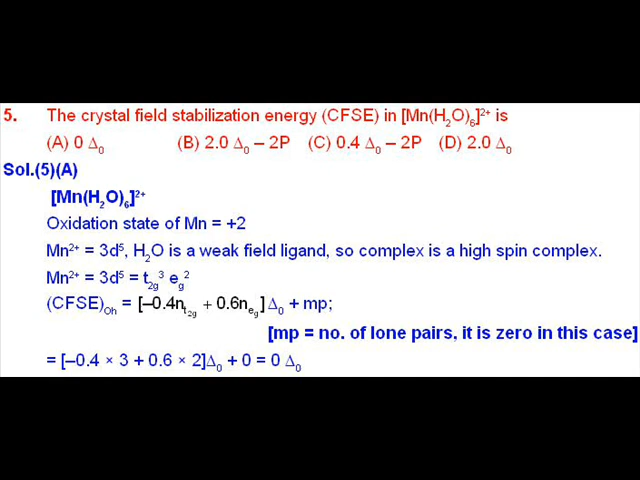 5. The crystal field stabilization energy (CFSE) in [Mn(H₂O)₆]²⁺ is
(A) 0 Δ₀ (B) 2.0 Δ₀ – 2P (C) 0.4 Δ₀ – 2P (D) 2.0 Δ₀
Sol.(5)(A)
[Mn(H₂O)₆]²⁺
Oxidation state of Mn = +2
Mn²⁺ = 3d⁵, H₂O is a weak field ligand, so complex is a high spin complex.
Mn²⁺ = 3d⁵ = t₂g³ eg²
(CFSE)Oh = [–0.4nt₂g + 0.6neg] Δ₀ + mp;
[mp = no. of lone pairs, it is zero in this case]
= [–0.4 × 3 + 0.6 × 2]Δ₀ + 0 = 0 Δ₀